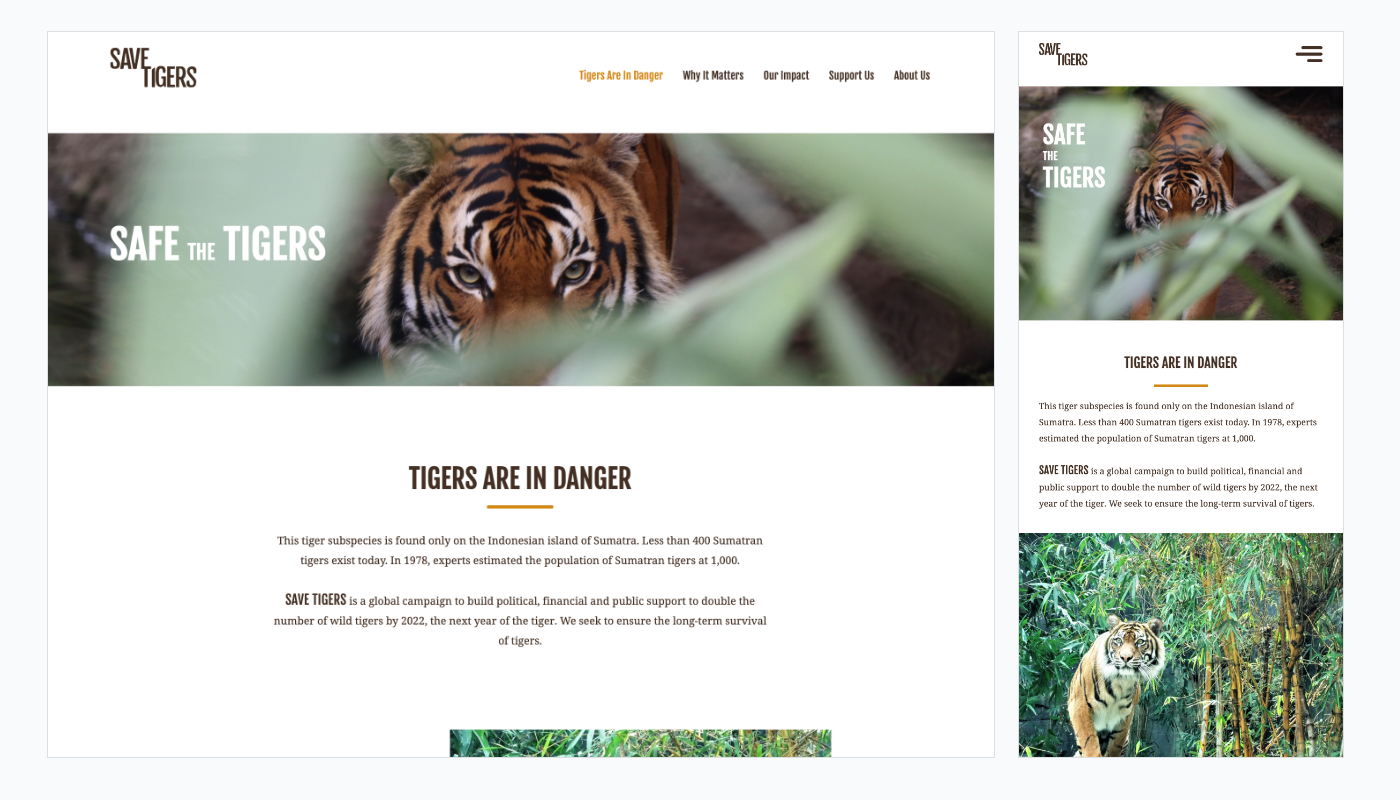 SAVE
TIGERS
Tigers Are In Danger Why It Matters Our Impact Support Us About Us
SAFE THE TIGERS
TIGERS ARE IN DANGER
This tiger subspecies is found only on the Indonesian island of Sumatra. Less than 400 Sumatran
tigers exist today. In 1978, experts estimated the population of Sumatran tigers at 1,000.
SAVE TIGERS is a global campaign to build political, financial and public support to double the
number of wild tigers by 2022, the next year of the tiger. We seek to ensure the long-term survival
of tigers.
SAVE
TIGERS
SAFE
THE
TIGERS
TIGERS ARE IN DANGER
This tiger subspecies is found only on the Indonesian island of
Sumatra. Less than 400 Sumatran tigers exist today. In 1978, experts
estimated the population of Sumatran tigers at 1,000.
SAVE TIGERS is a global campaign to build political, financial and
public support to double the number of wild tigers by 2022, the next
year of the tiger. We seek to ensure the long-term survival of tigers.